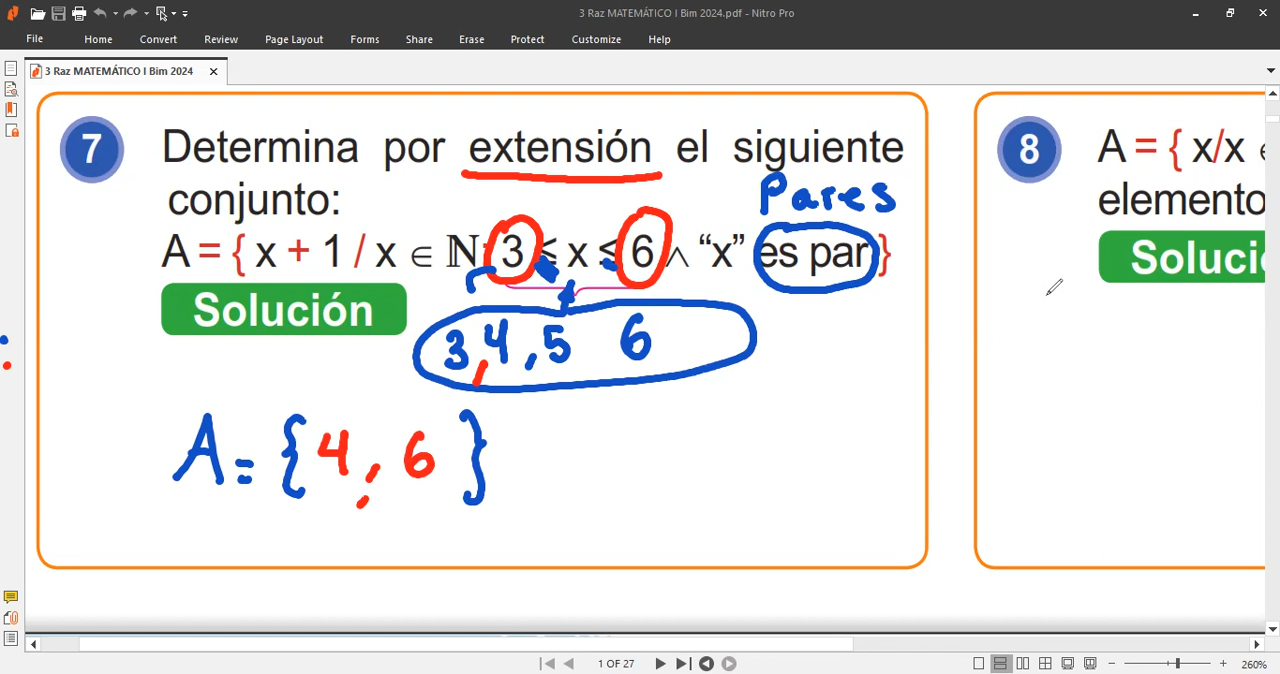 3 Raz MATEMÁTICO I Bim 2024.pdf - Nitro Pro
File Home Convert Review Page Layout Forms Share Erase Protect Customize Help
3 Raz MATEMÁTICO I Bim 2024
7 Determina por extensión el siguiente
conjunto:
Pares
A = { x + 1 / x ∈ ℕ; 3 ≤ x ≤ 6 ∧ “x” es par }
Solución
3, 4, 5 6
A = { 4, 6 }
8 A = { x/x ∈
elemento
Soluci
1 OF 27
260%